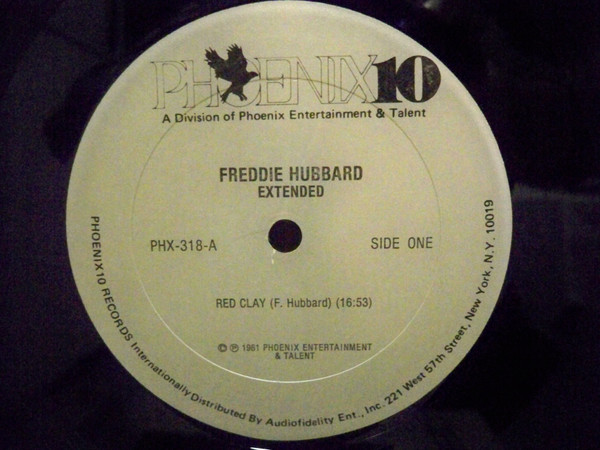 PHOENIX10
A Division of Phoenix Entertainment & Talent
FREDDIE HUBBARD
EXTENDED
PHX-318-A
SIDE ONE
RED CLAY (F. Hubbard) (16:53)
© ℗ 1981 PHOENIX ENTERTAINMENT
& TALENT
PHOENIX10 RECORDS Internationally Distributed By Audiofidelity Ent., Inc. 221 West 57th Street, New York, N.Y. 10019